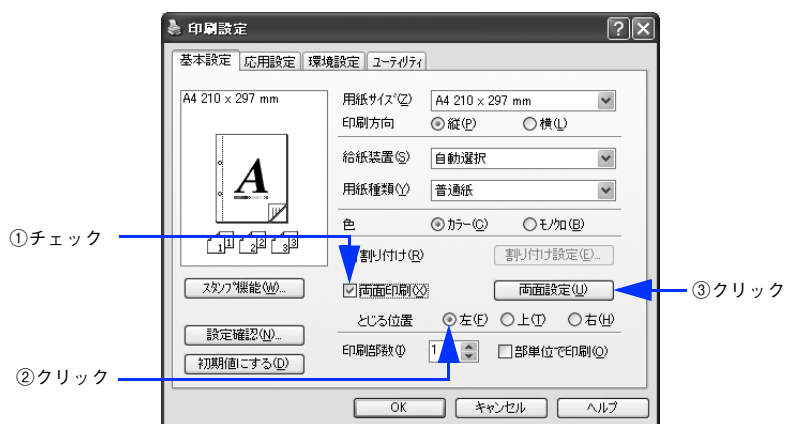 印刷設定
基本設定 応用設定 環境設定 ユーティリティ
A4 210 x 297 mm
用紙サイズ(Z) A4 210 x 297 mm
印刷方向 縦(P) 横(L)
給紙装置(S) 自動選択
A
用紙種類(Y) 普通紙
色 カラー(C) モノクロ(B)
1 1 2 2 3 3
①チェック
割り付け(R) 割り付け設定(E)...
スタンプ機能(W)... 両面印刷(X) 両面設定(U) ③クリック
とじる位置 左(F) 上(T) 右(H)
設定確認(N)...
印刷部数(I) 1 部単位で印刷(O)
初期値にする(D)
②クリック
OK キャンセル ヘルプ